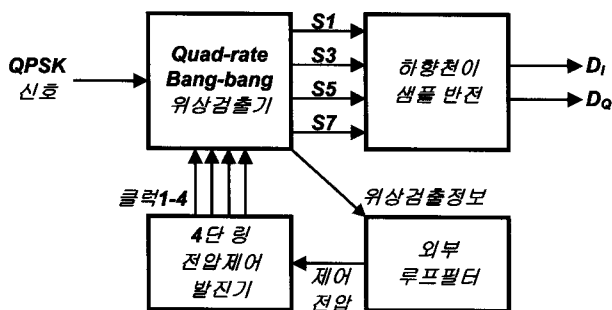 QPSK
신호
Quad-rate
Bang-bang
위상검출기
S1
S3
S5
S7
하향천이
샘플 반전
D_I
D_Q
클럭1-4
위상검출정보
4단 링
전압제어
발진기
제어
전압
외부
루프필터